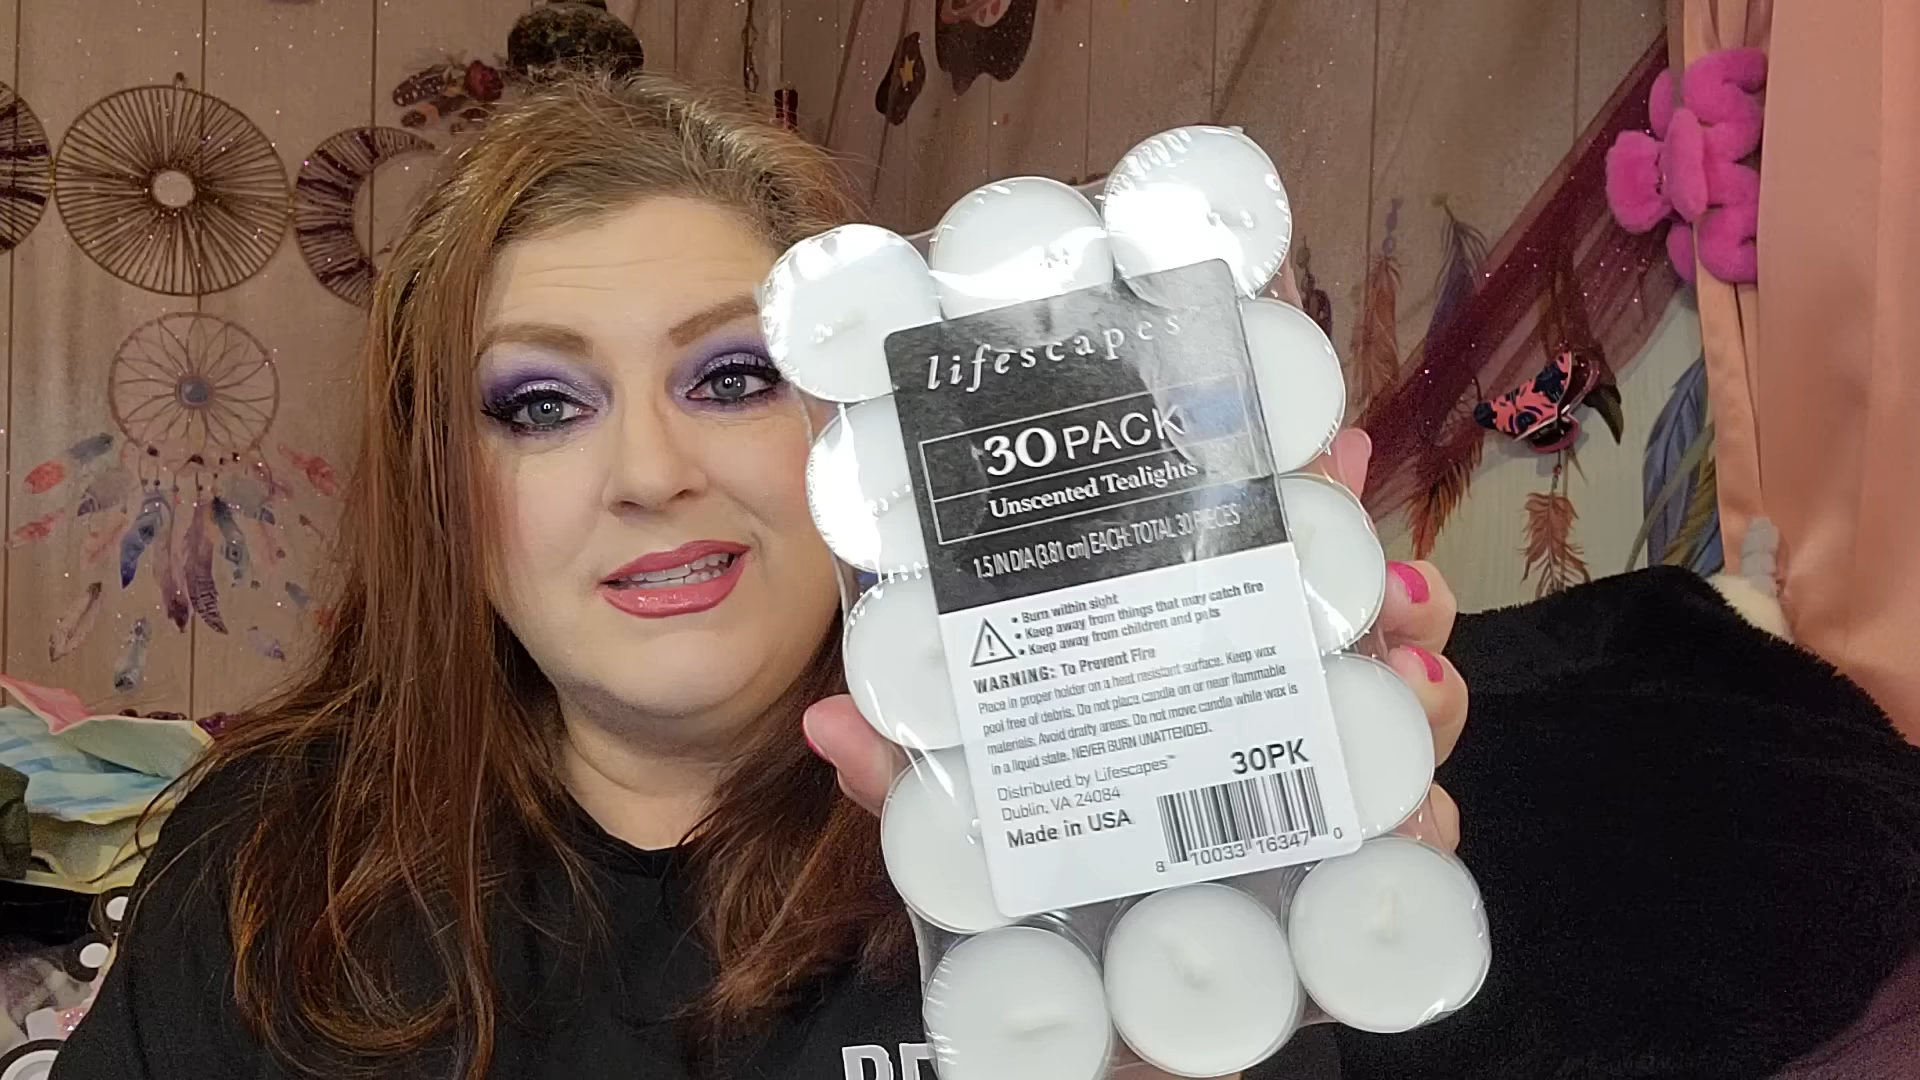 lifescapes™
30 PACK
Unscented Tealights
1.5 IN DIA (3.81 cm) EACH: TOTAL 30 PIECES
• Burn within sight
• Keep away from things that may catch fire
• Keep away from children and pets
WARNING: To Prevent Fire
Place in proper holder on a heat resistant surface. Keep wax
pool free of debris. Do not place candle on or near flammable
materials. Avoid drafty areas. Do not move candle while wax is
in a liquid state. NEVER BURN UNATTENDED.
Distributed by Lifescapes™
Dublin, VA 24084
Made in USA
30PK
8 10033 16347 0